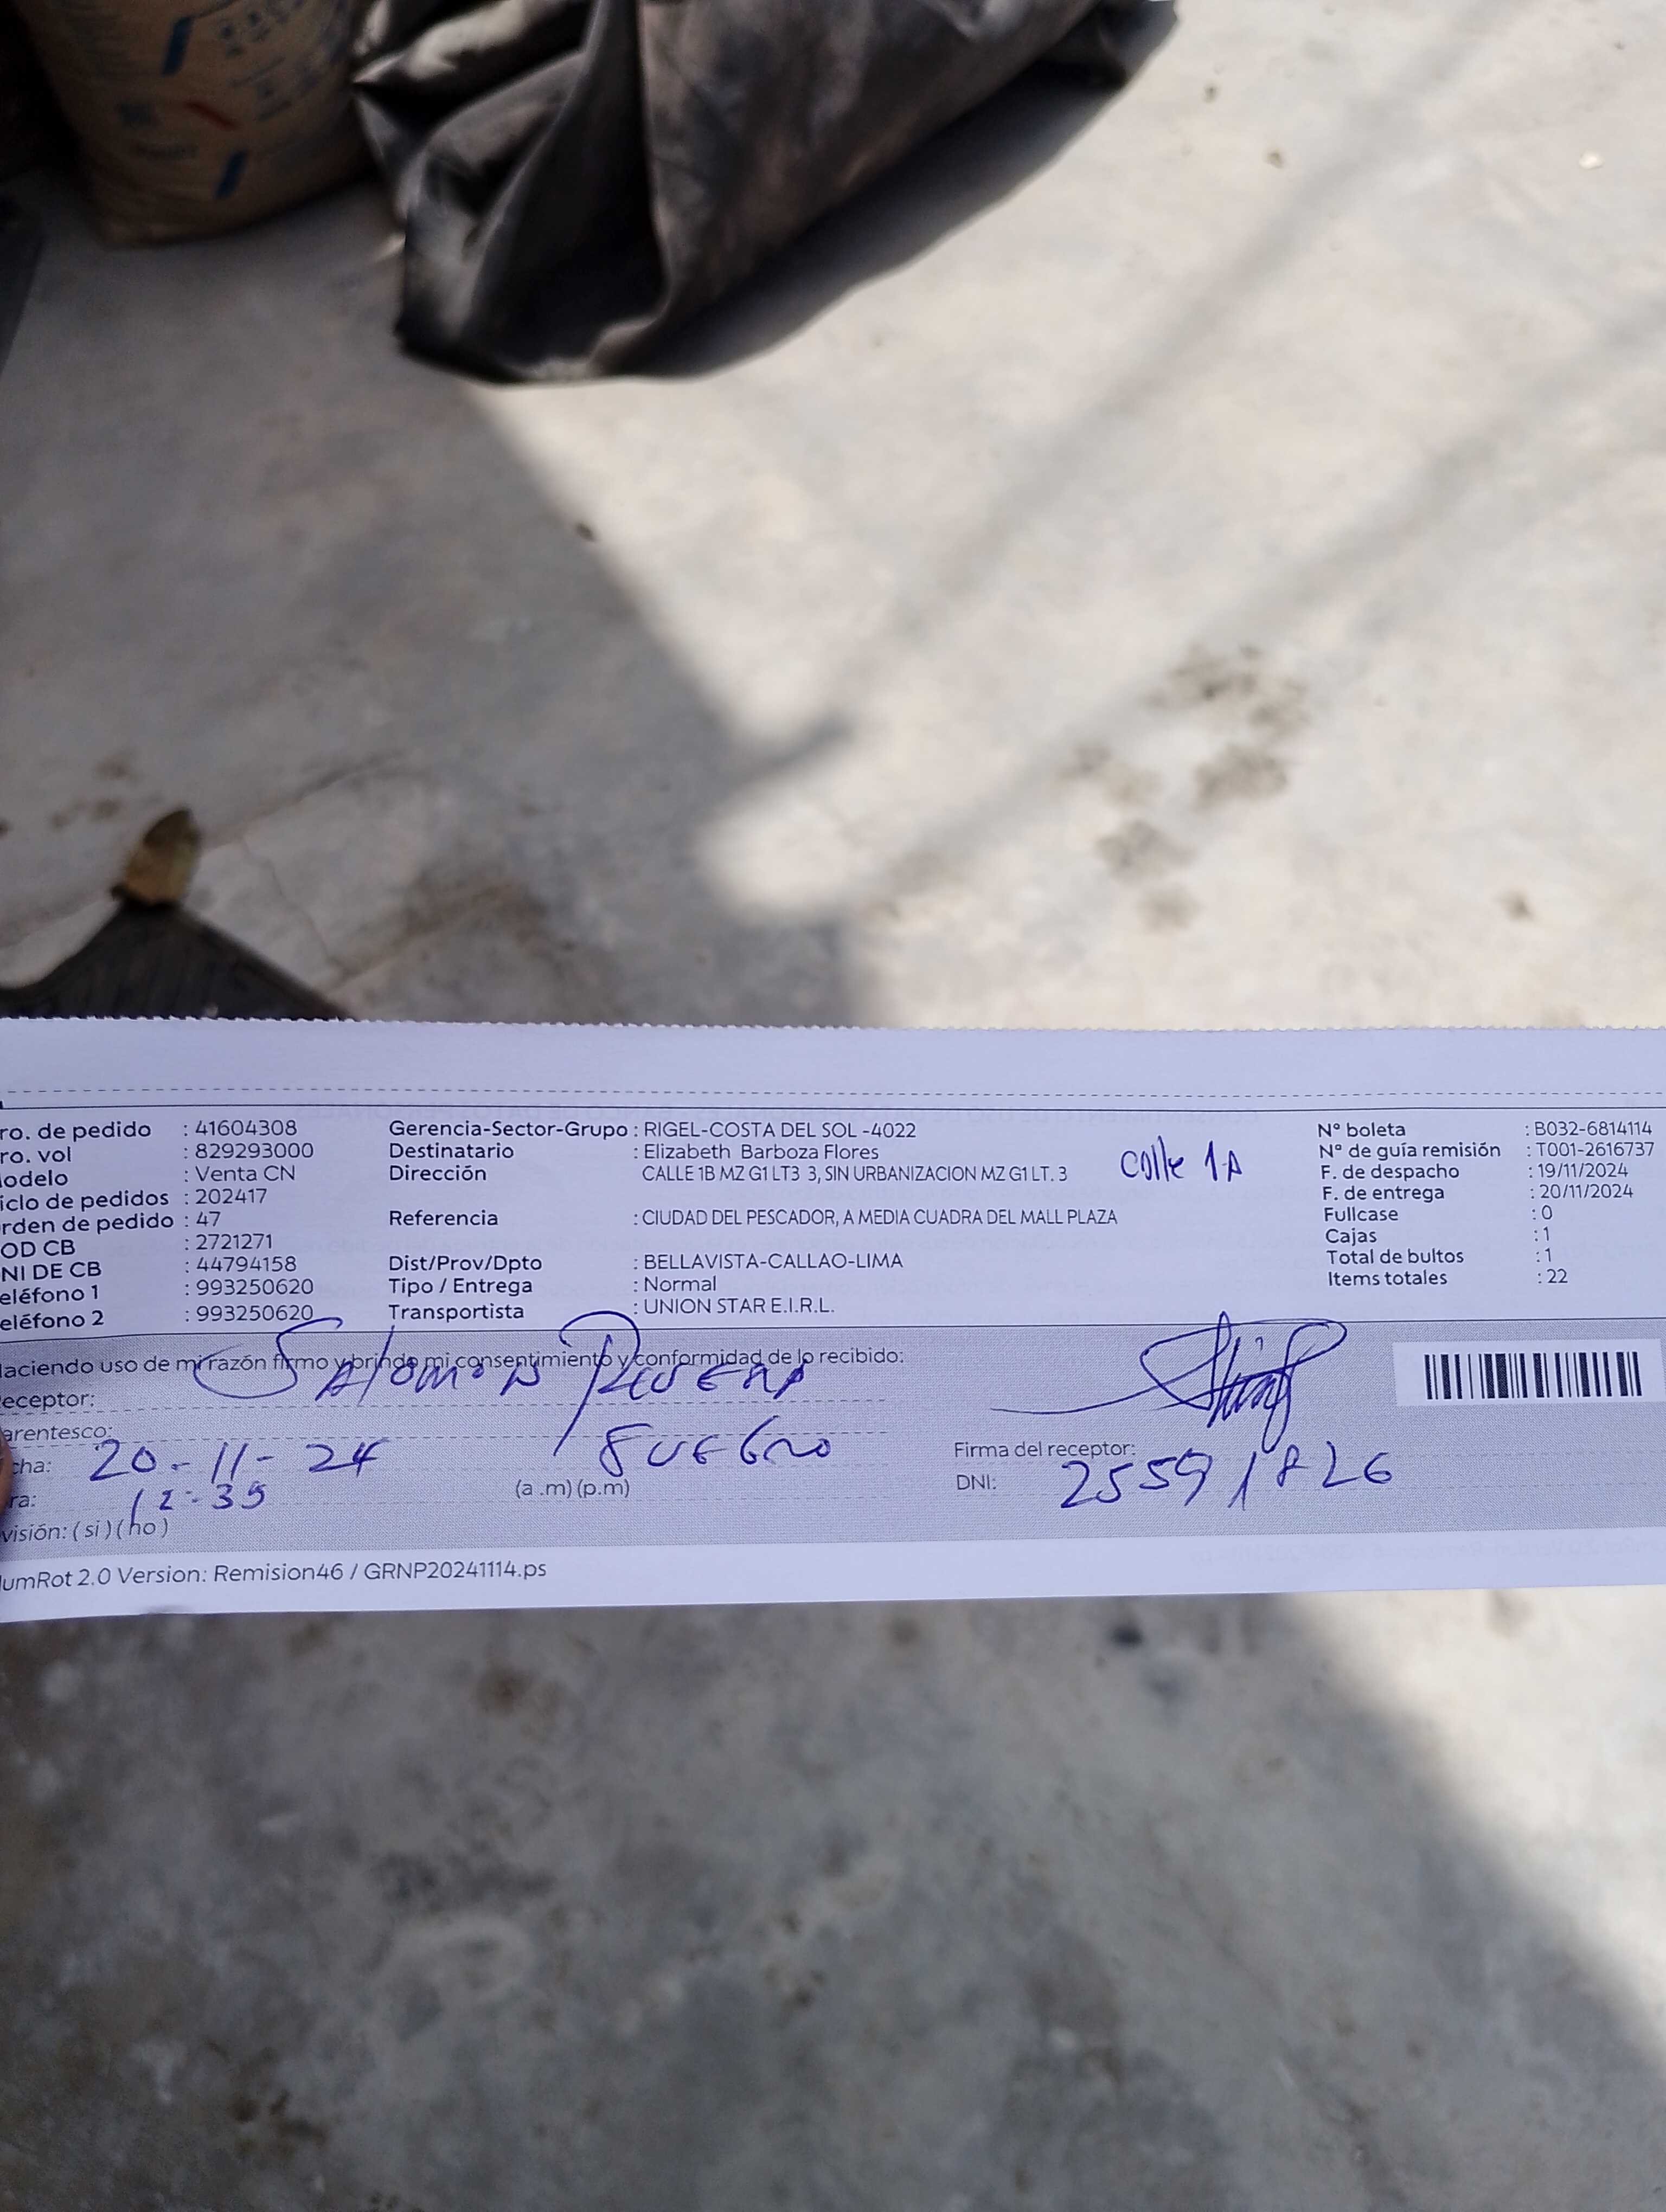 ro. de pedido : 41604308 Gerencia-Sector-Grupo : RIGEL-COSTA DEL SOL -4022 N° boleta : B032-6814114
ro. vol : 829293000 Destinatario : Elizabeth Barboza Flores N° de guía remisión : T001-2616737
odelo : Venta CN Dirección CALLE 1B MZ G1 LT3 3, SIN URBANIZACION MZ G1 LT. 3 Calle 1-A F. de despacho : 19/11/2024
iclo de pedidos : 202417 F. de entrega : 20/11/2024
rden de pedido : 47 Referencia : CIUDAD DEL PESCADOR, A MEDIA CUADRA DEL MALL PLAZA Fullcase : 0
OD CB : 2721271 Cajas : 1
NI DE CB : 44794158 Dist/Prov/Dpto : BELLAVISTA-CALLAO-LIMA Total de bultos : 1
eléfono 1 : 993250620 Tipo / Entrega : Normal Items totales : 22
eléfono 2 : 993250620 Transportista : UNION STAR E.I.R.L.
aciendo uso de mi razón firmo y brindo mi consentimiento y conformidad de lo recibido:
eceptor: Salomon
arentesco: Suegro
cha: 20-11-24 Firma del receptor:
ra: 12:35 (a .m) (p.m) DNI: 25591826
visión: ( si ) ( no )
umRot 2.0 Version: Remision46 / GRNP20241114.ps